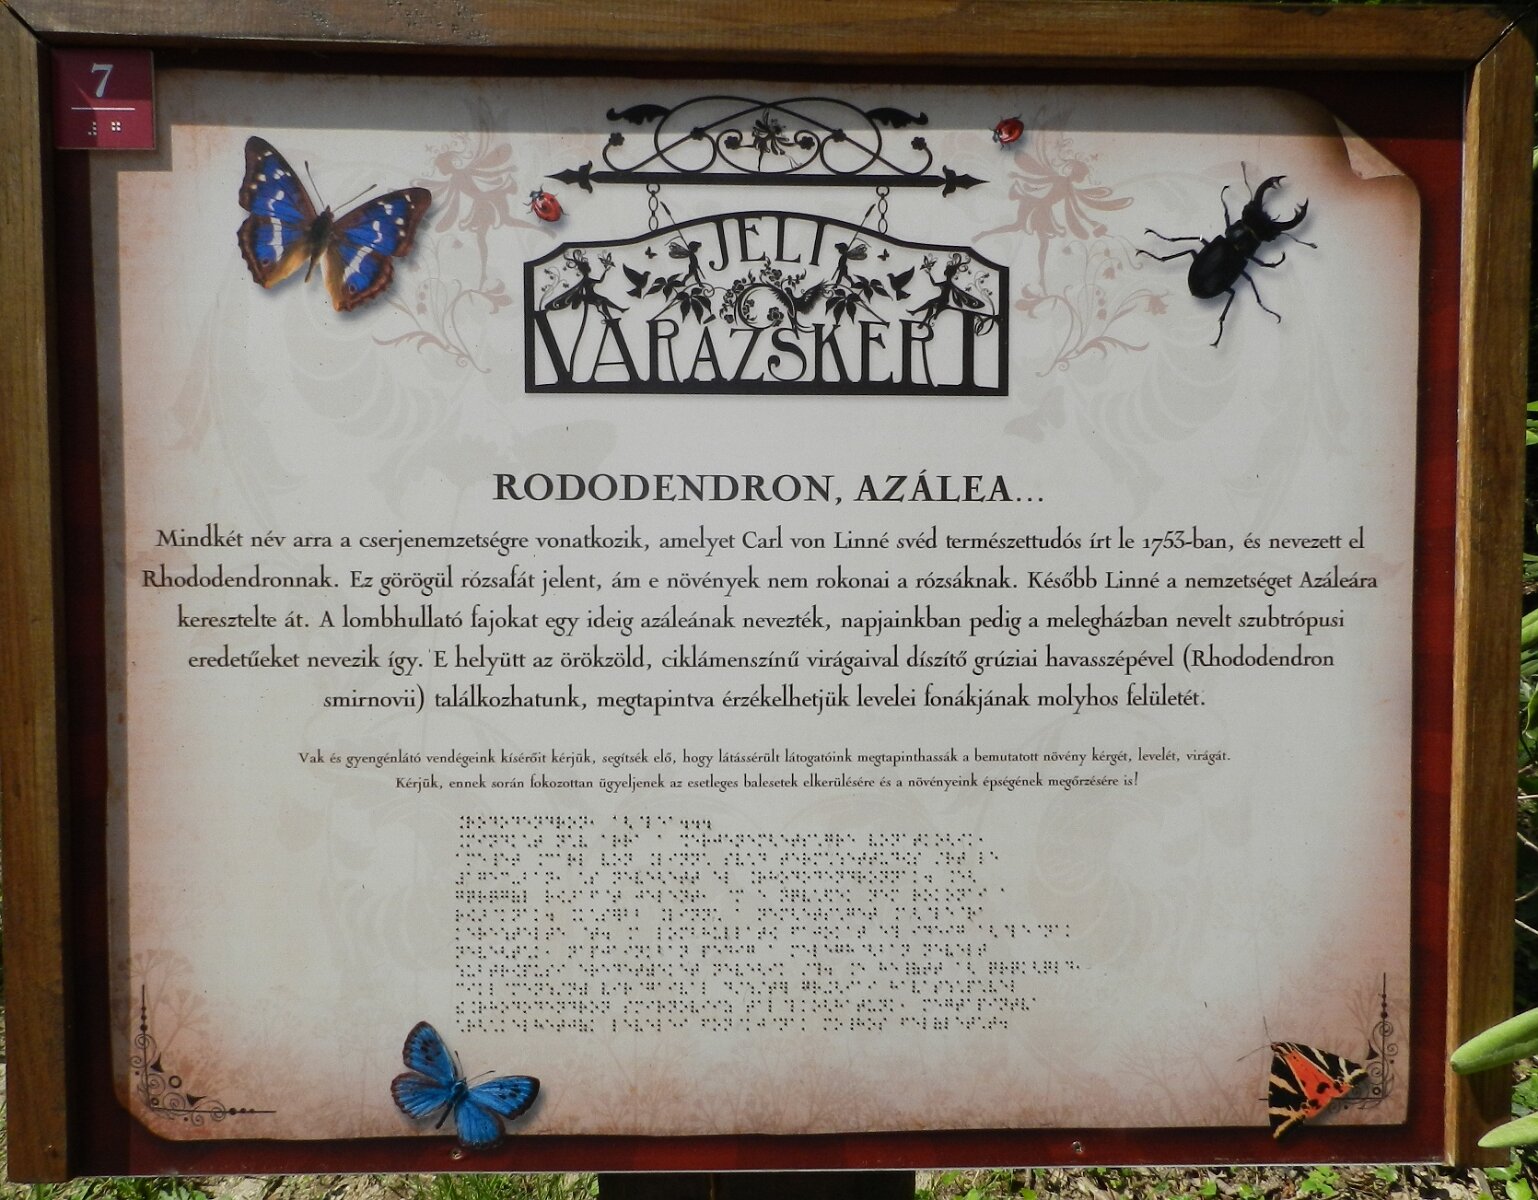 7
JELI
VARÁZSKERT
RODODENDRON, AZÁLEA...
Mindkét név arra a cserjenemzetségre vonatkozik, amelyet Carl von Linné svéd természettudós írt le 1753-ban, és nevezett el
Rhododendronnak. Ez görögül rózsafát jelent, ám e növények nem rokonai a rózsáknak. Később Linné a nemzetséget Azáleára
keresztelte át. A lombhullató fajokat egy ideig azáleának nevezték, napjainkban pedig a melegházban nevelt szubtrópusi
eredetűeket nevezik így. E helyütt az örökzöld, ciklámenszínű virágaival díszítő grúziai havasszépével (Rhododendron
smirnovii) találkozhatunk, megtapintva érzékelhetjük levelei fonákjának molyhos felületét.
Vak és gyengénlátó vendégeink kísérőit kérjük, segítsék elő, hogy látássérült látogatóink megtapinthassák a bemutatott növény kérgét, levelét, virágát.
Kérjük, ennek során fokozottan ügyeljenek az esetleges balesetek elkerülésére és a növényeink épségének megőrzésére is!